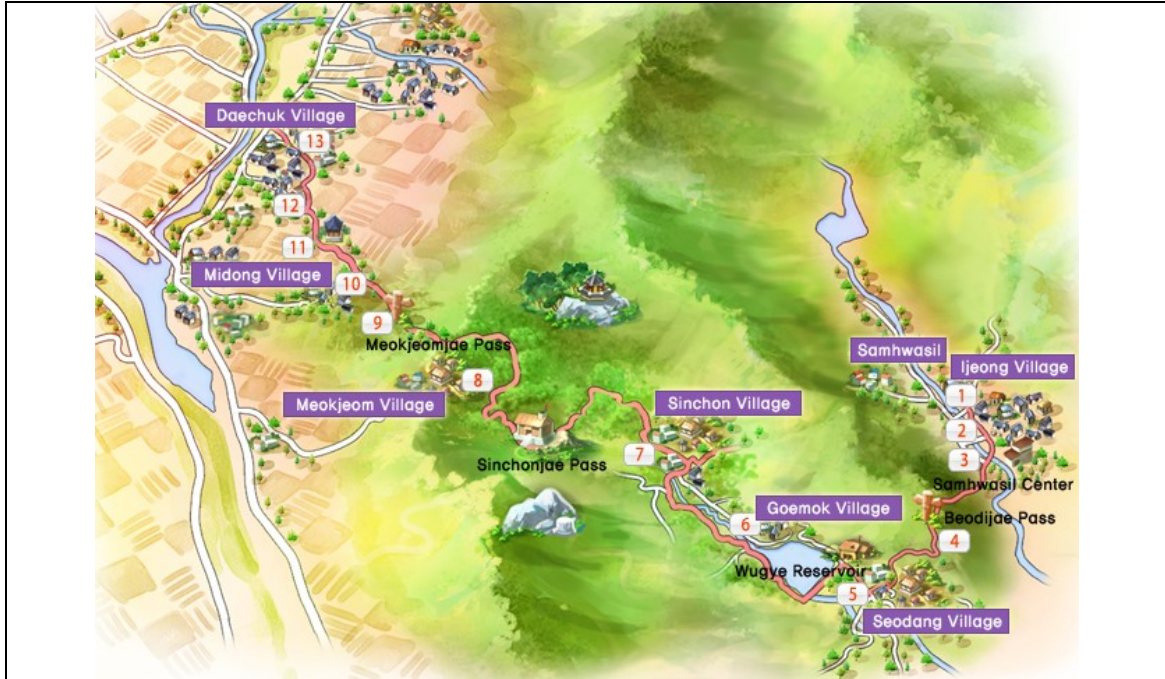 Daechuk Village
13
12
11
Midong Village
10
9
Meokjeomjae Pass
8
Meokjeom Village
Sinchonjae Pass
Sinchon Village
7
Samhwasil
Ijeong Village
1
2
3
Samhwasil Center
Beodijae Pass
4
Goemok Village
6
Wugye Reservoir
5
Seodang Village